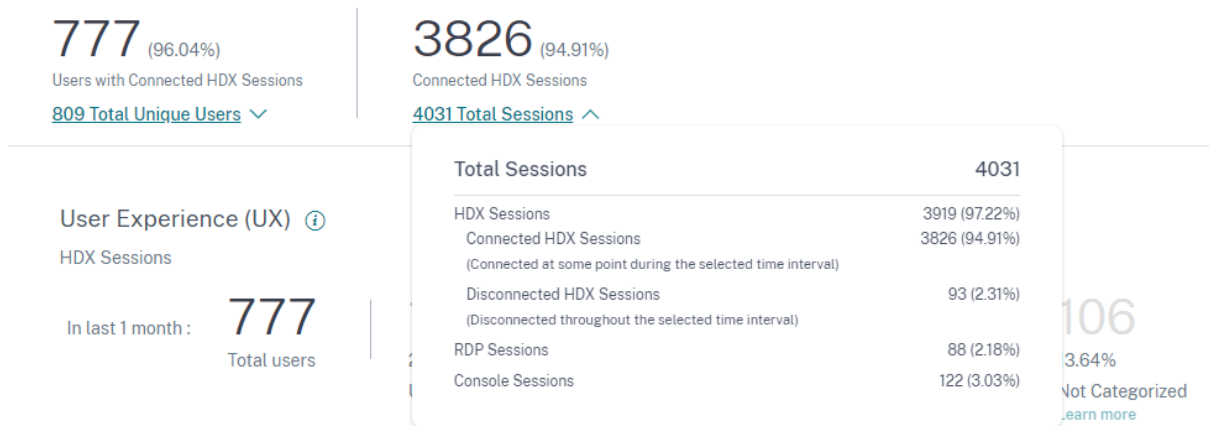 777 (96.04%)
Users with Connected HDX Sessions
809 Total Unique Users
3826 (94.91%)
Connected HDX Sessions
4031 Total Sessions
Total Sessions 4031
HDX Sessions 3919 (97.22%)
Connected HDX Sessions 3826 (94.91%)
(Connected at some point during the selected time interval)
Disconnected HDX Sessions 93 (2.31%)
(Disconnected throughout the selected time interval)
RDP Sessions 88 (2.18%)
Console Sessions 122 (3.03%)
User Experience (UX)
HDX Sessions
In last 1 month : 777
Total users
106
3.64%
Not Categorized
Learn more